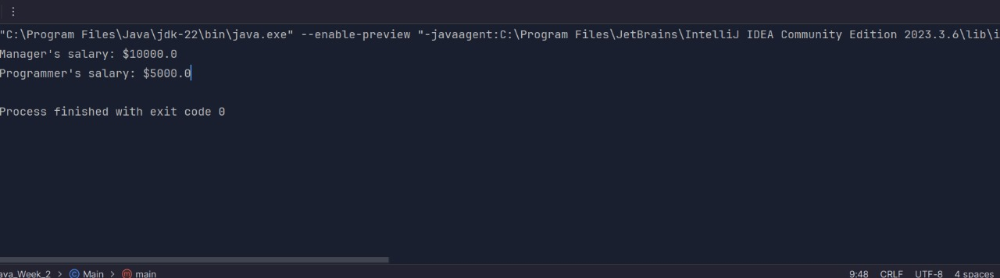 "C:\Program Files\Java\jdk-22\bin\java.exe" --enable-preview "-javaagent:C:\Program Files\JetBrains\IntelliJ IDEA Community Edition 2023.3.6\lib\i
Manager's salary: $10000.0
Programmer's salary: $5000.0
Process finished with exit code 0
ava_Week_2 > Main > main 9:48 CRLF UTF-8 4 spaces